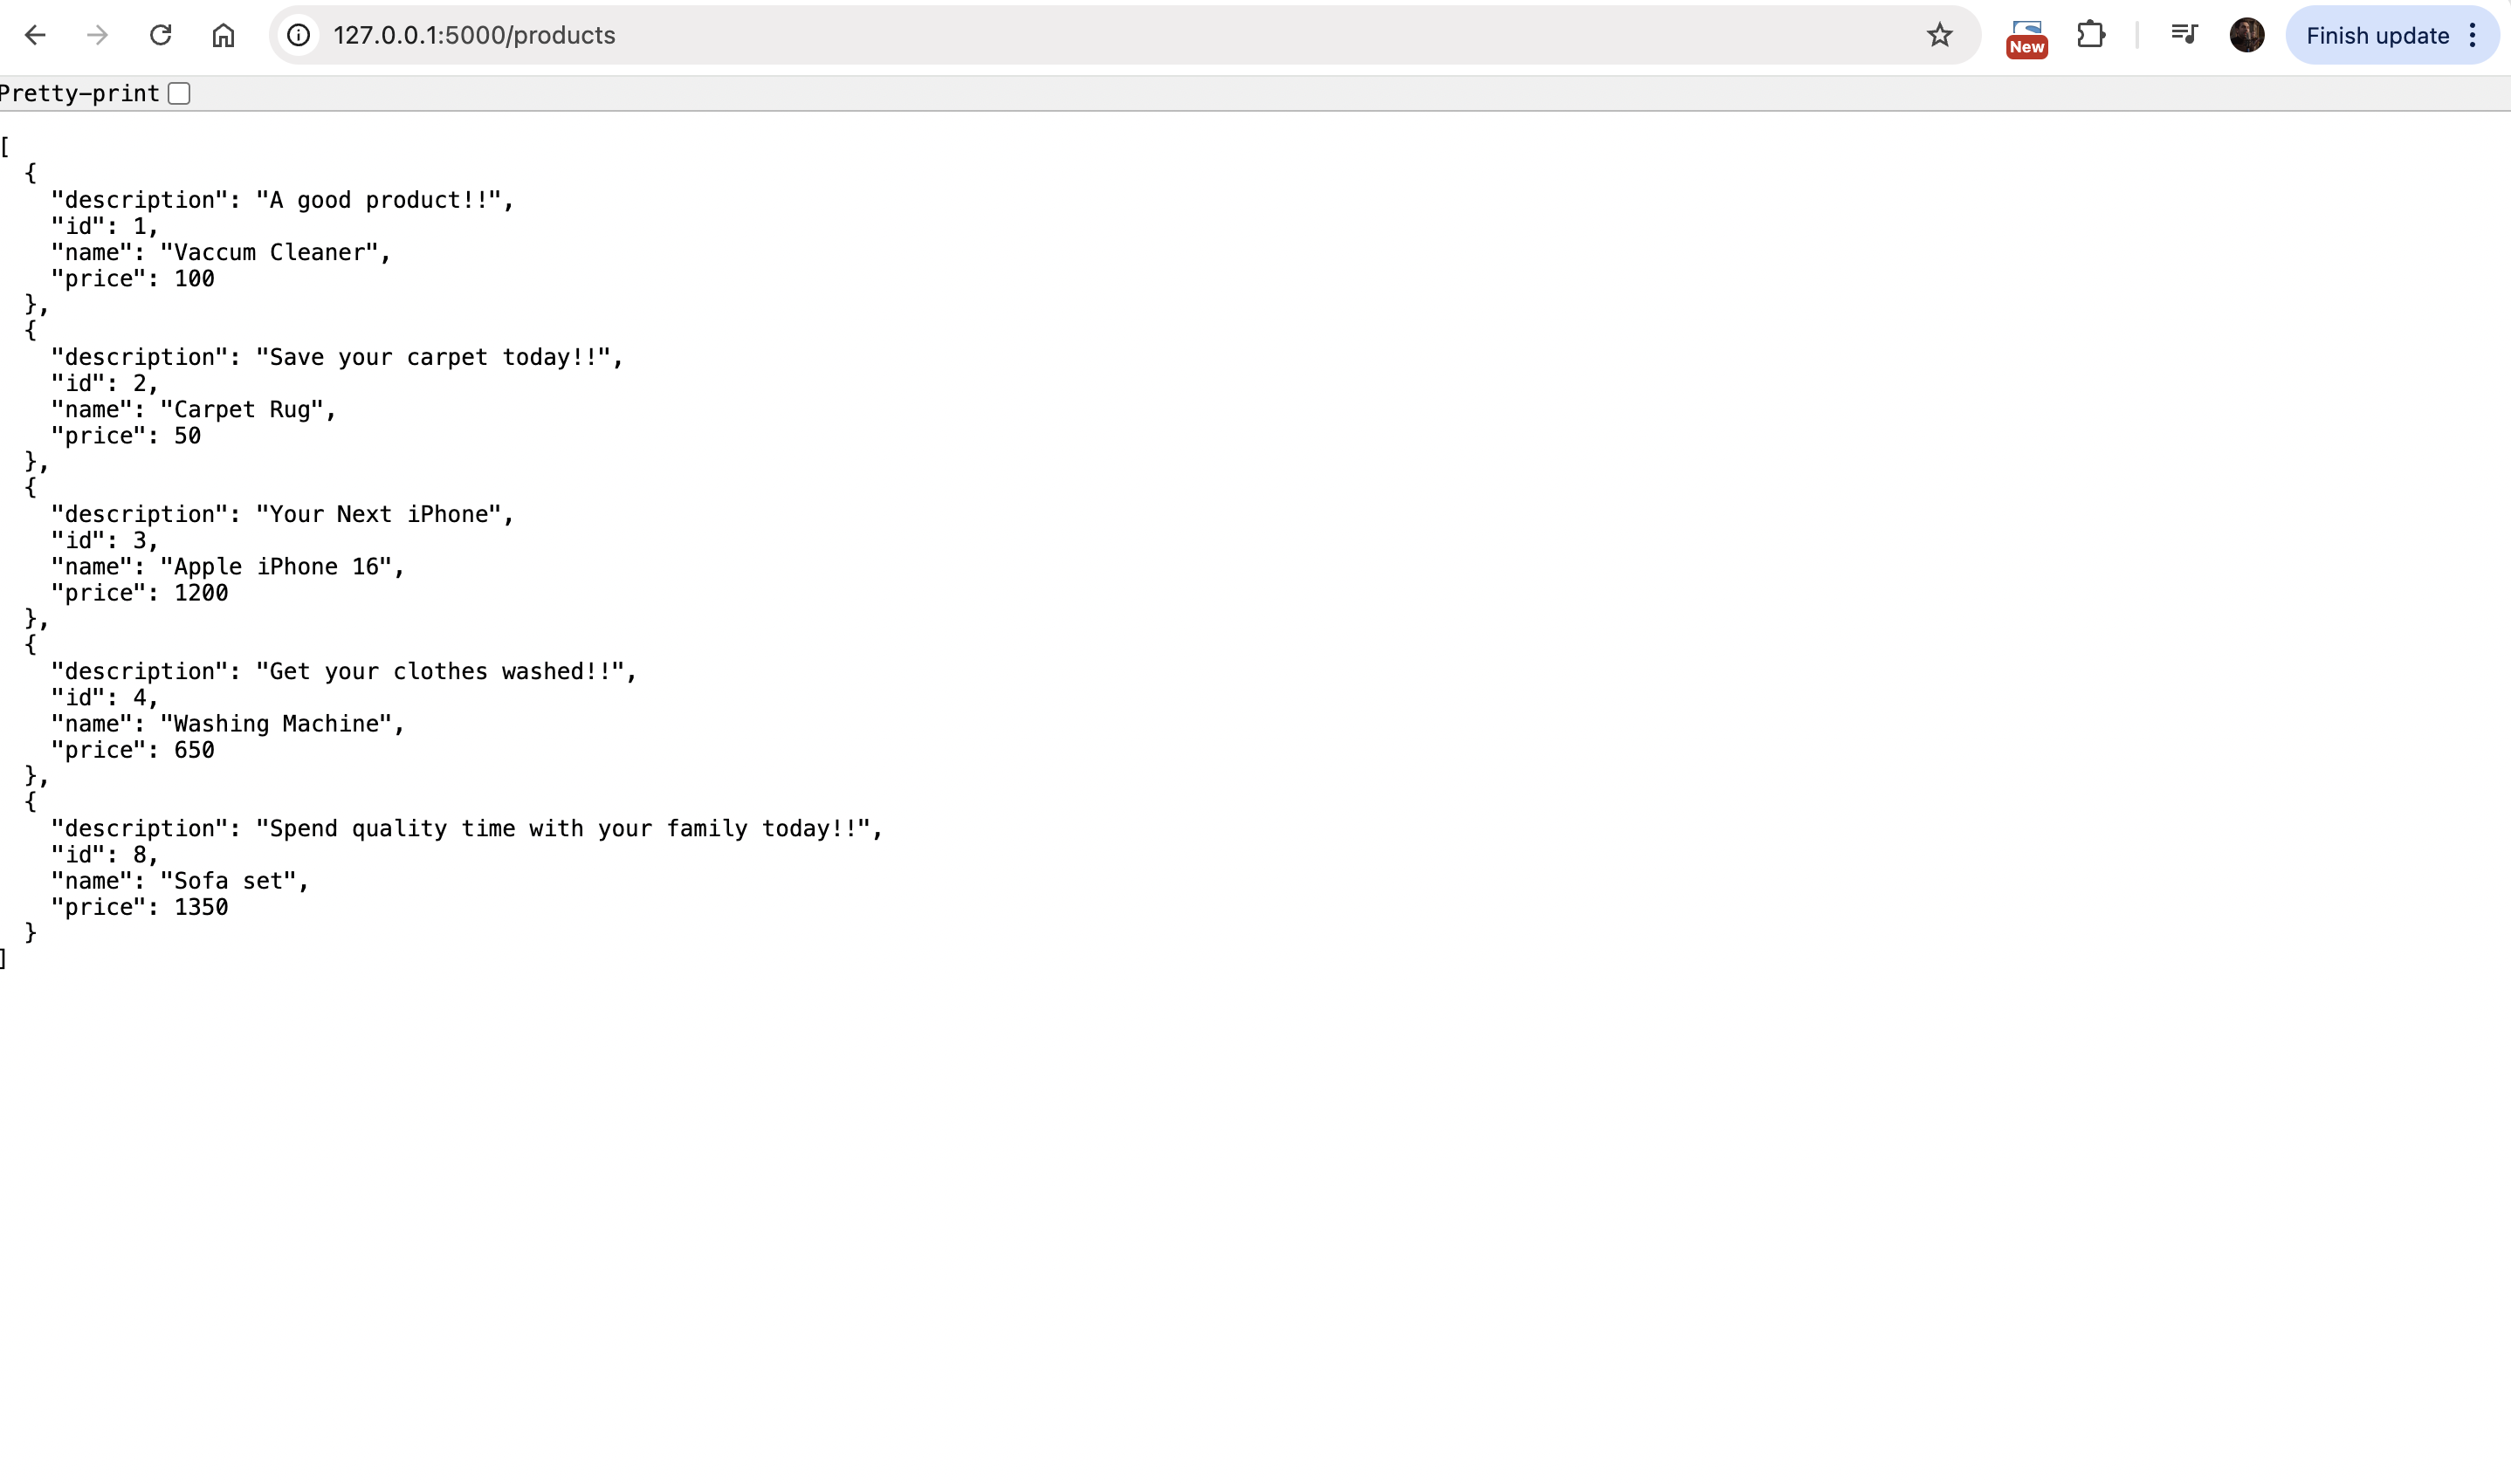 127.0.0.1:5000/products
New
Finish update
Pretty-print
[
  {
    "description": "A good product!!",
    "id": 1,
    "name": "Vaccum Cleaner",
    "price": 100
  },
  {
    "description": "Save your carpet today!!",
    "id": 2,
    "name": "Carpet Rug",
    "price": 50
  },
  {
    "description": "Your Next iPhone",
    "id": 3,
    "name": "Apple iPhone 16",
    "price": 1200
  },
  {
    "description": "Get your clothes washed!!",
    "id": 4,
    "name": "Washing Machine",
    "price": 650
  },
  {
    "description": "Spend quality time with your family today!!",
    "id": 8,
    "name": "Sofa set",
    "price": 1350
  }
]